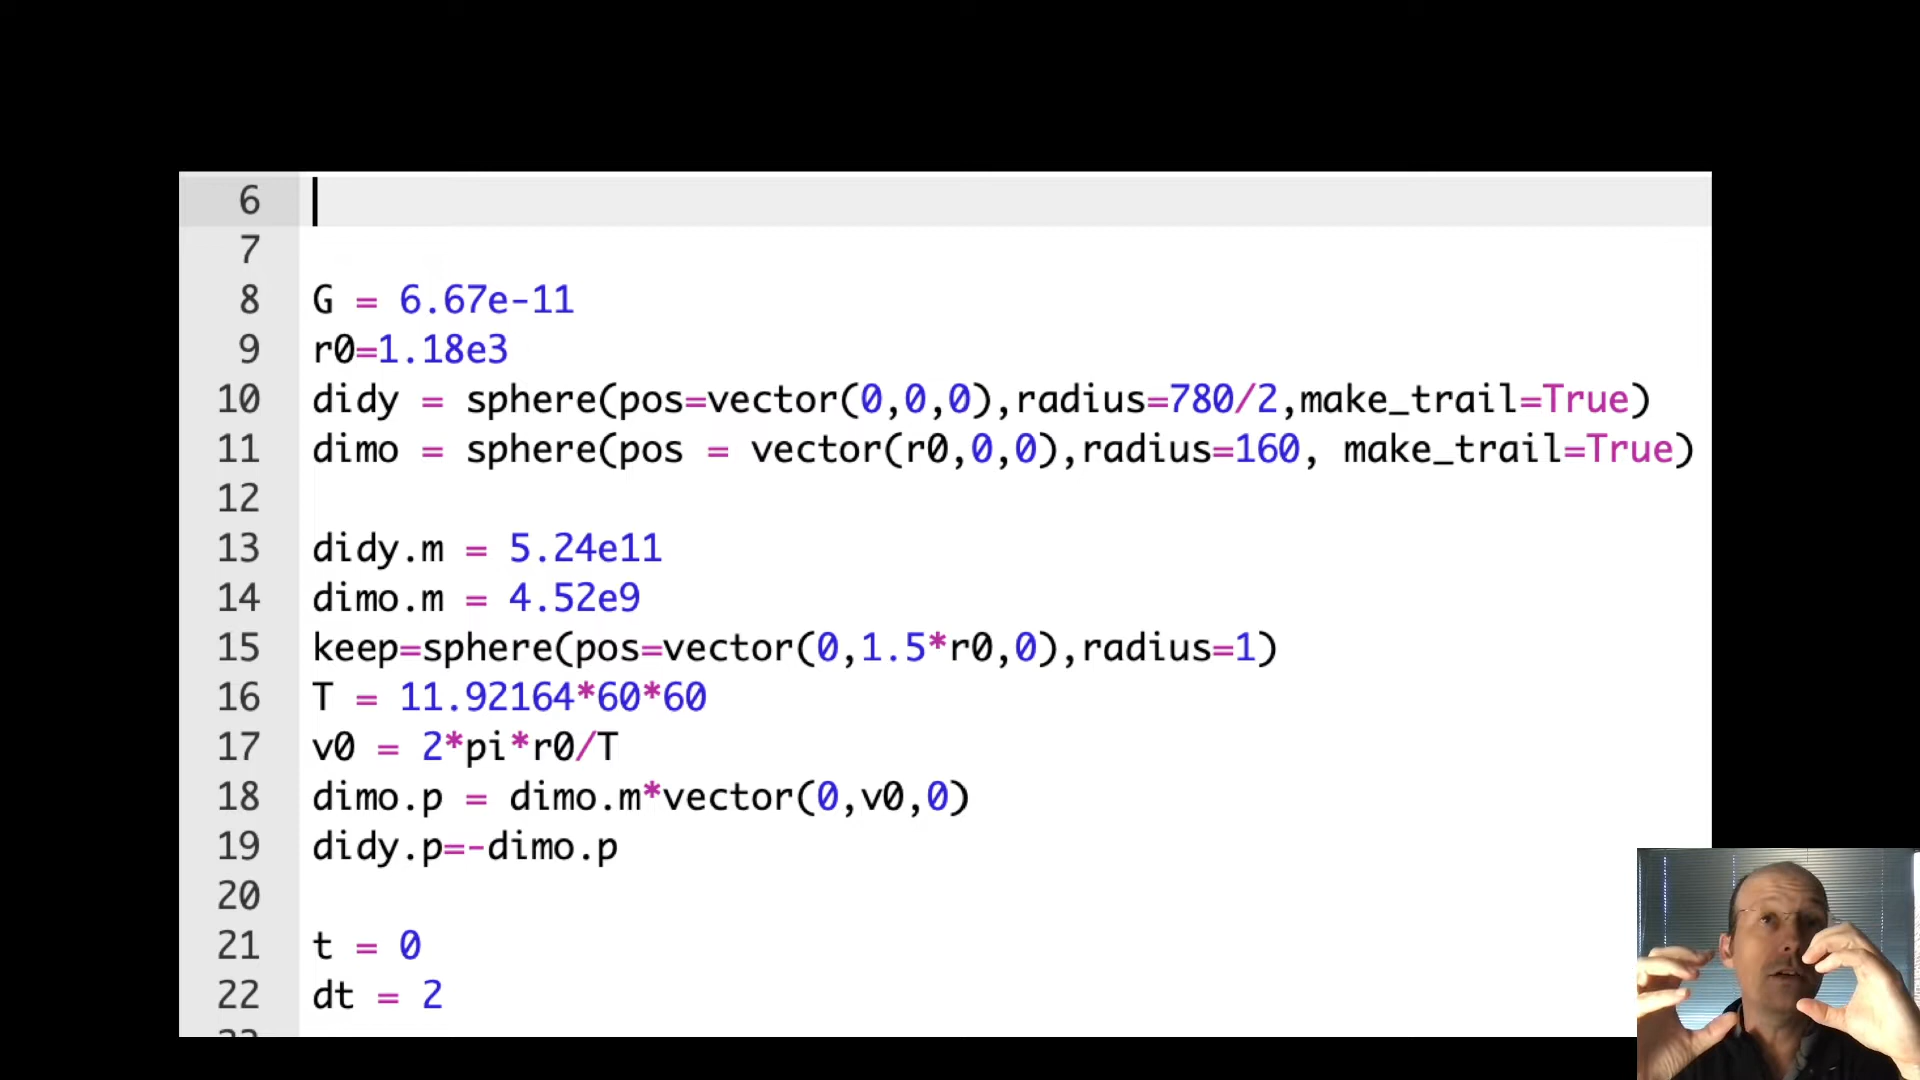 6
7
8 G = 6.67e-11
9 r0=1.18e3
10 didy = sphere(pos=vector(0,0,0),radius=780/2,make_trail=True)
11 dimo = sphere(pos = vector(r0,0,0),radius=160, make_trail=True)
12
13 didy.m = 5.24e11
14 dimo.m = 4.52e9
15 keep=sphere(pos=vector(0,1.5*r0,0),radius=1)
16 T = 11.92164*60*60
17 v0 = 2*pi*r0/T
18 dimo.p = dimo.m*vector(0,v0,0)
19 didy.p=-dimo.p
20
21 t = 0
22 dt = 2